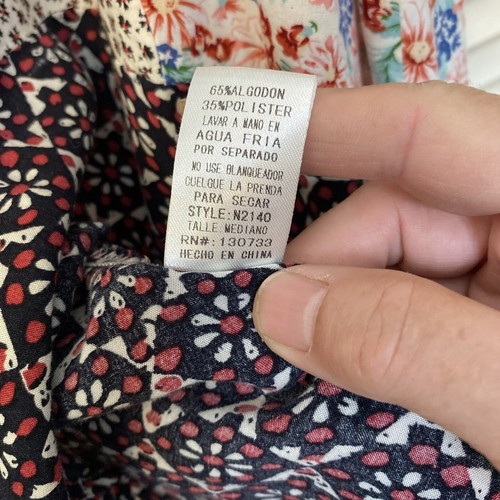 65%ALGODON
35%POLISTER
LAVAR A MANO EN
AGUA FRIA
POR SEPARADO
NO USE BLANQUEADOR
CUELGUE LA PRENDA
PARA SECAR
STYLE:N2140
TALLE MEDIANO
RN#:130733
HECHO EN CHINA